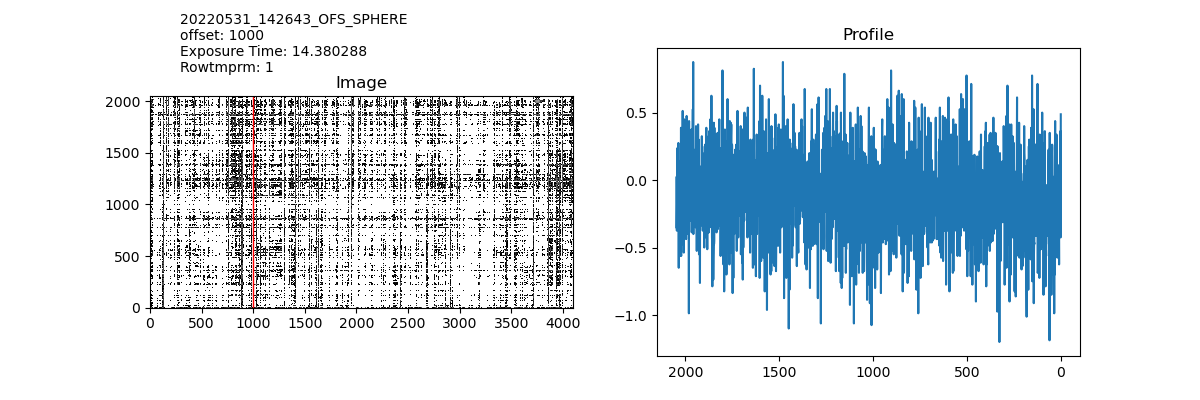 20220531_142643_OFS_SPHERE
offset: 1000
Exposure Time: 14.380288
Rowtmprm: 1
Image
2000
1500
1000
500
0
0 500 1000 1500 2000 2500 3000 3500 4000
Profile
0.5
0.0
−0.5
−1.0
2000 1500 1000 500 0